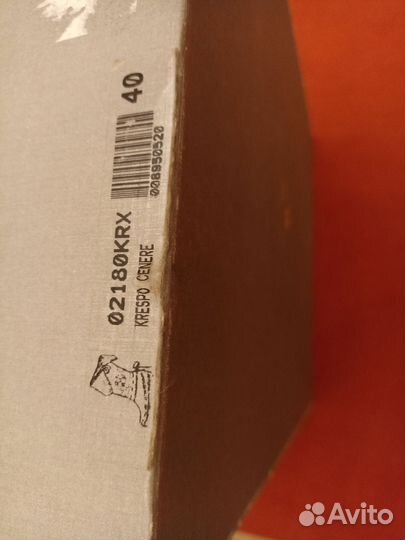 02180KRX
40
KRESPO CENERE
008950520
Avito